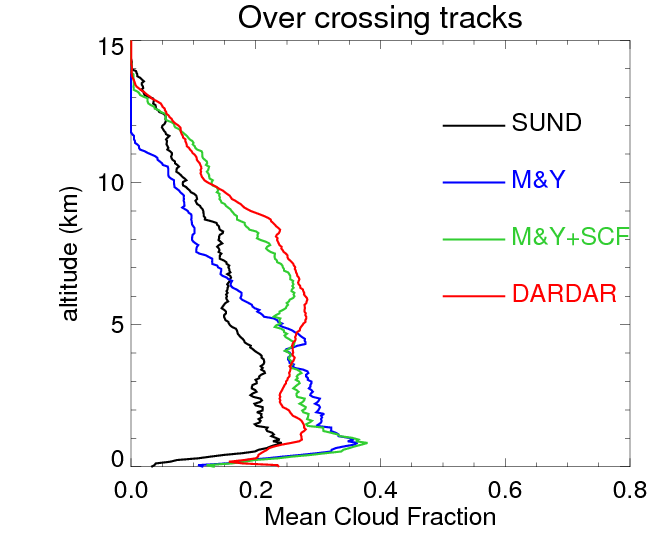 Over crossing tracks
15
10
5
0
altitude (km)
SUND
M&Y
M&Y+SCF
DARDAR
0.0 0.2 0.4 0.6 0.8
Mean Cloud Fraction